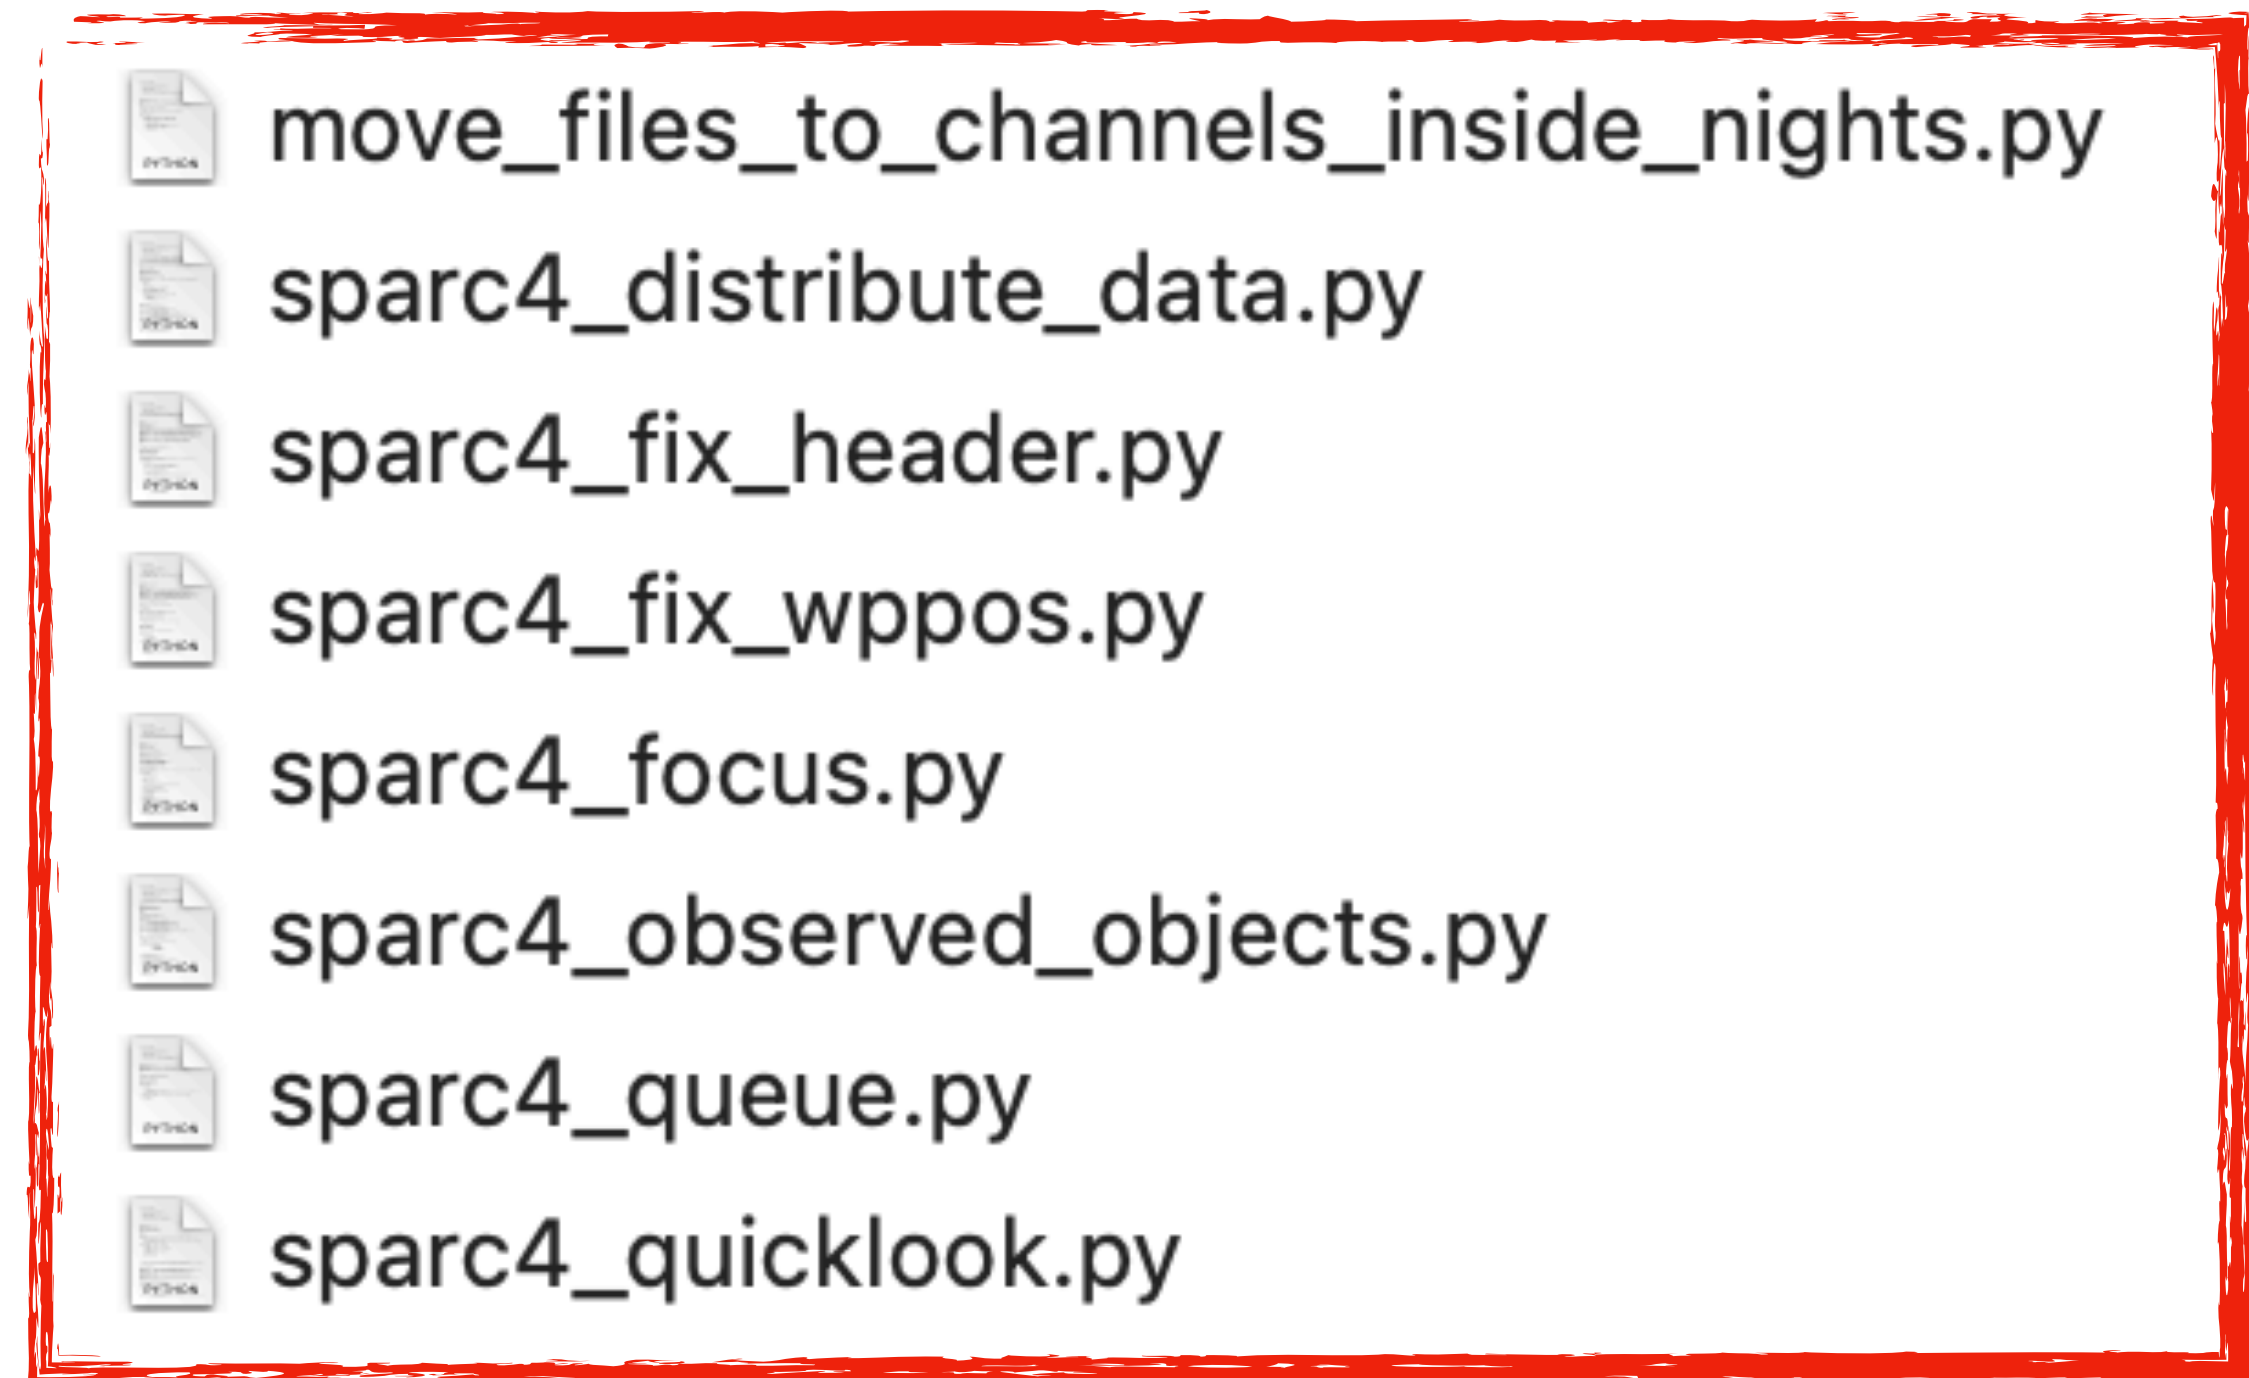 move_files_to_channels_inside_nights.py
sparc4_distribute_data.py
sparc4_fix_header.py
sparc4_fix_wppos.py
sparc4_focus.py
sparc4_observed_objects.py
sparc4_queue.py
sparc4_quicklook.py